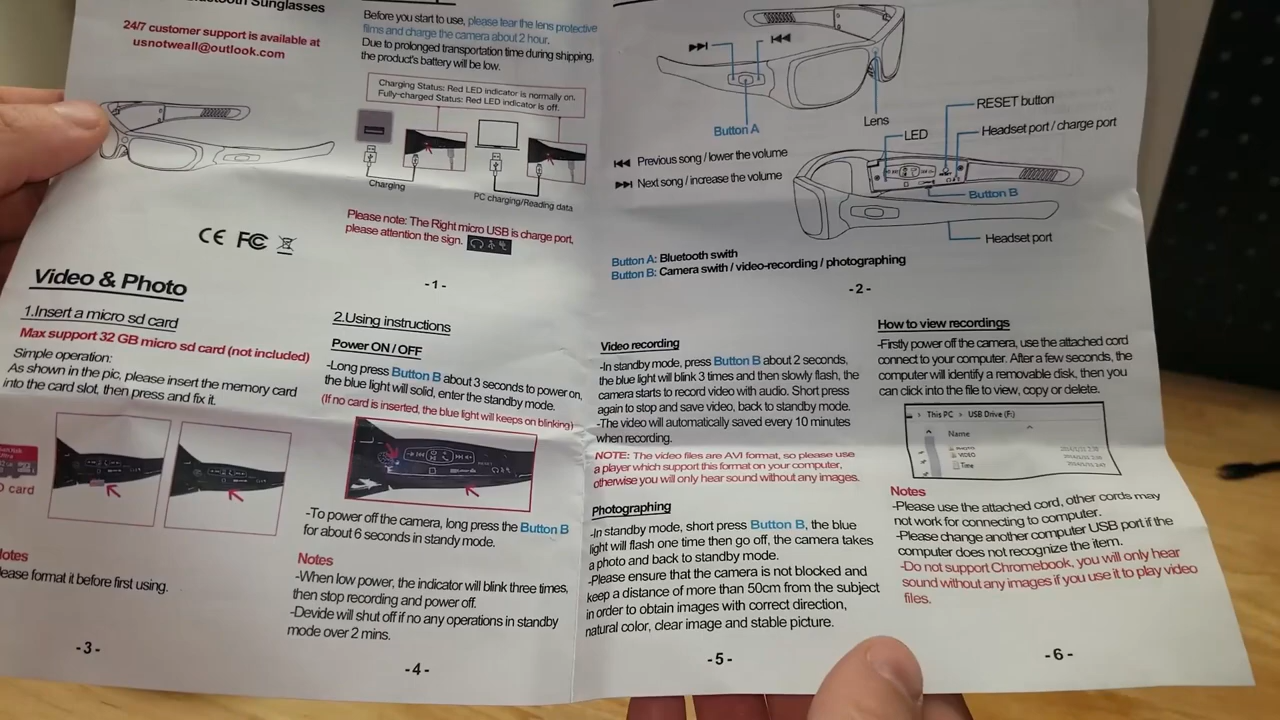 Bluetooth Sunglasses
24/7 customer support is available at
usnotweall@outlook.com
CE FC
Before you start to use, please tear the lens protective
films and charge the camera about 2 hour.
Due to prolonged transportation time during shipping,
the product's battery will be low.
Charging Status: Red LED indicator is normally on.
Fully-charged Status: Red LED indicator is off.
Charging
PC charging/Reading data
Please note: The Right micro USB is charge port,
please attention the sign.
-1-
Button A
Lens
RESET button
LED
Headset port / charge port
Previous song / lower the volume
Next song / increase the volume
Button B
Headset port
Button A: Bluetooth swith
Button B: Camera swith / video-recording / photographing
-2-
Video & Photo
1.Insert a micro sd card
Max support 32 GB micro sd card (not included)
Simple operation:
As shown in the pic, please insert the memory card
into the card slot, then press and fix it.
card
otes
ease format it before first using.
-3-
2.Using instructions
Power ON / OFF
-Long press Button B about 3 seconds to power on,
the blue light will solid, enter the standby mode.
(If no card is inserted, the blue light will keeps on blinking)
-To power off the camera, long press the Button B
for about 6 seconds in standy mode.
Notes
-When low power, the indicator will blink three times,
then stop recording and power off.
-Devide will shut off if no any operations in standby
mode over 2 mins.
-4-
Video recording
-In standby mode, press Button B about 2 seconds,
the blue light will blink 3 times and then slowly flash, the
camera starts to record video with audio. Short press
again to stop and save video, back to standby mode.
-The video will automatically saved every 10 minutes
when recording.
NOTE: The video files are AVI format, so please use
a player which support this format on your computer,
otherwise you will only hear sound without any images.
Photographing
-In standby mode, short press Button B, the blue
light will flash one time then go off, the camera takes
a photo and back to standby mode.
-Please ensure that the camera is not blocked and
keep a distance of more than 50cm from the subject
in order to obtain images with correct direction,
natural color, clear image and stable picture.
-5-
How to view recordings
-Firstly power off the camera, use the attached cord
connect to your computer. After a few seconds, the
computer will identify a removable disk, then you
can click into the file to view, copy or delete.
This PC > USB Drive (F:)
Name
VIDEO
Time
Notes
-Please use the attached cord, other cords may
not work for connecting to computer.
-Please change another computer USB port if the
computer does not recognize the item.
-Do not support Chromebook, you will only hear
sound without any images if you use it to play video
files.
-6-